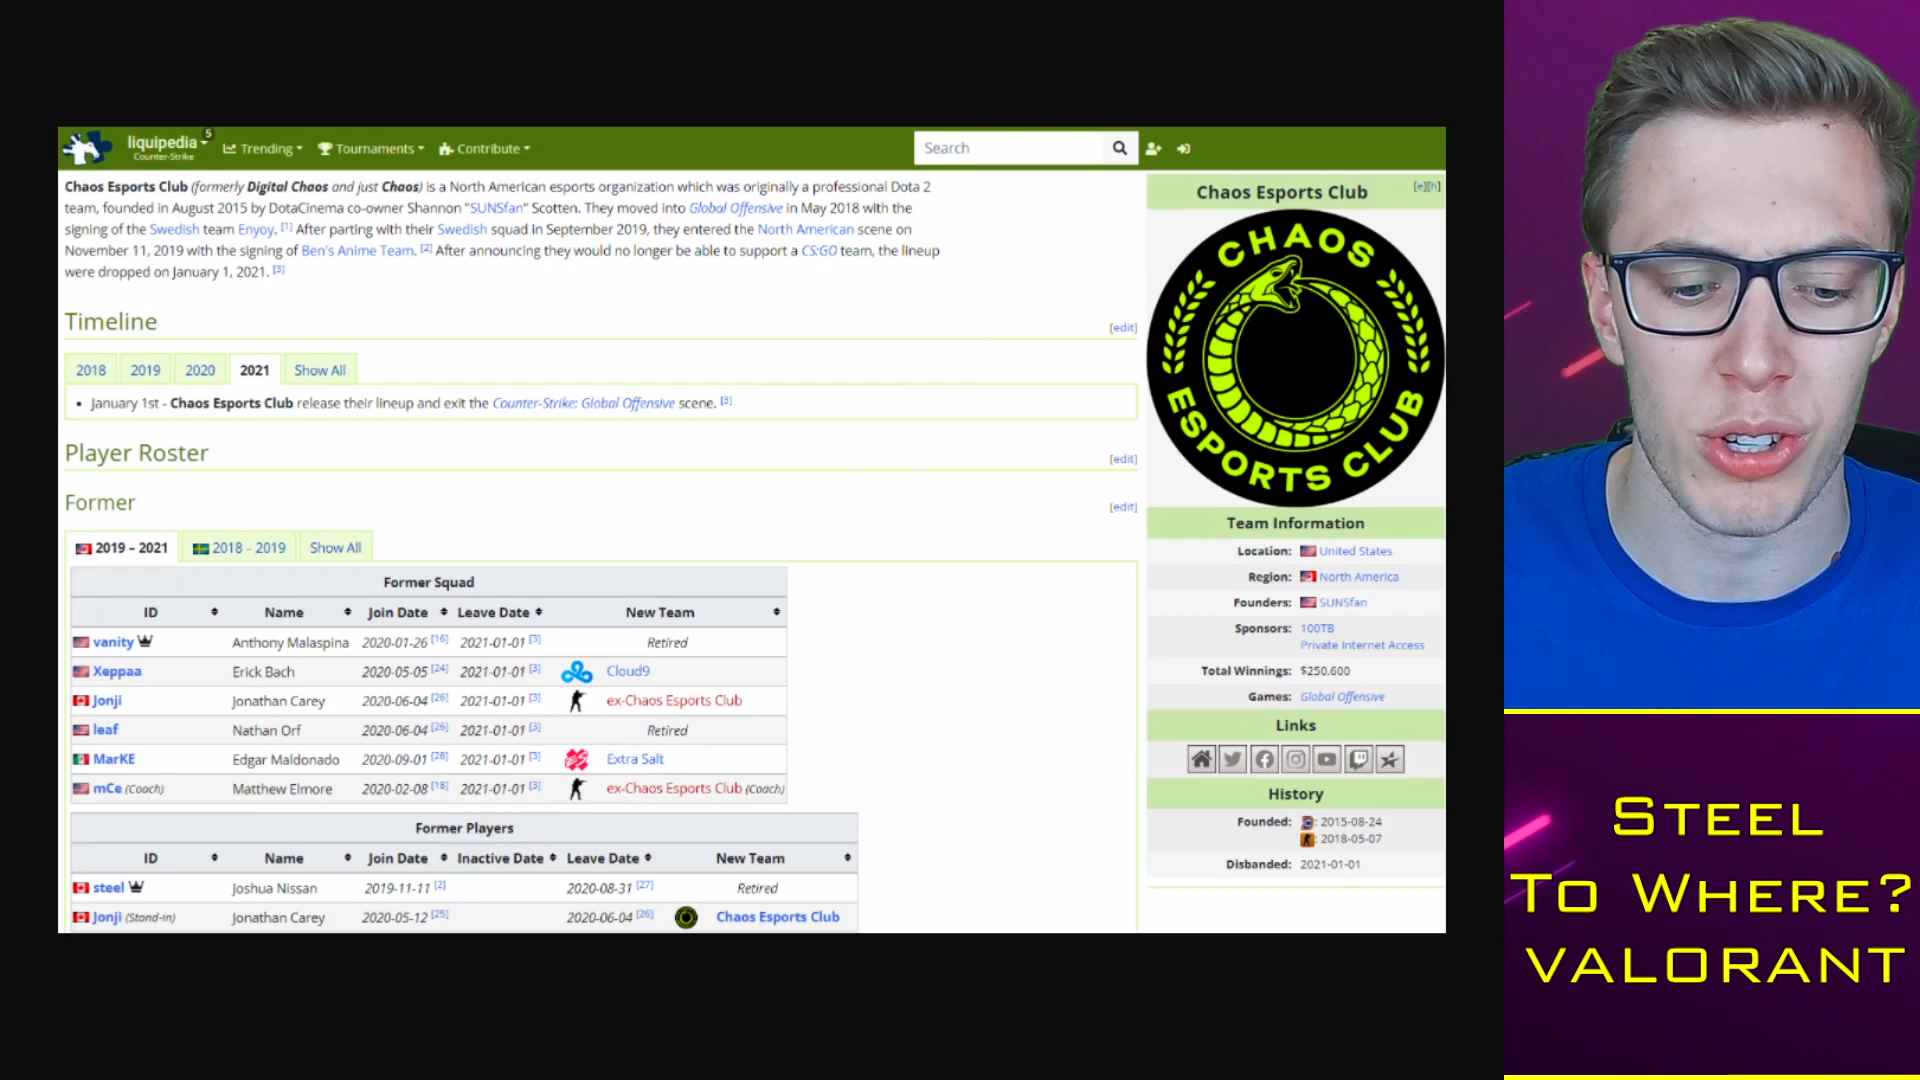 liquipedia
5
Counter-Strike
Trending
Tournaments
Contribute
Search
Chaos Esports Club (formerly Digital Chaos and just Chaos) is a North American esports organization which was originally a professional Dota 2
team, founded in August 2015 by DotaCinema co-owner Shannon "SUNSfan" Scotten. They moved into Global Offensive in May 2018 with the
signing of the Swedish team Enyoy. [1] After parting with their Swedish squad in September 2019, they entered the North American scene on
November 11, 2019 with the signing of Ben's Anime Team. [2] After announcing they would no longer be able to support a CS:GO team, the lineup
were dropped on January 1, 2021. [3]
Timeline
[edit]
2018 2019 2020 2021 Show All
January 1st - Chaos Esports Club release their lineup and exit the Counter-Strike: Global Offensive scene. [3]
Player Roster
[edit]
Former
[edit]
2019 – 2021 2018 – 2019 Show All
Former Squad
ID Name Join Date Leave Date New Team
vanity Anthony Malaspina 2020-01-26 [16] 2021-01-01 [3] Retired
Xeppaa Erick Bach 2020-05-05 [24] 2021-01-01 [3] Cloud9
Jonji Jonathan Carey 2020-06-04 [26] 2021-01-01 [3] ex-Chaos Esports Club
leaf Nathan Orf 2020-06-04 [26] 2021-01-01 [3] Retired
MarKE Edgar Maldonado 2020-09-01 [28] 2021-01-01 [3] Extra Salt
mCe (Coach) Matthew Elmore 2020-02-08 [18] 2021-01-01 [3] ex-Chaos Esports Club (Coach)
Former Players
ID Name Join Date Inactive Date Leave Date New Team
steel Joshua Nissan 2019-11-11 [2] 2020-08-31 [27] Retired
Jonji (Stand-in) Jonathan Carey 2020-05-12 [25] 2020-06-04 [26] Chaos Esports Club
Chaos Esports Club
[e][h]
CHAOS
ESPORTS CLUB
Team Information
Location: United States
Region: North America
Founders: SUNSfan
Sponsors: 100TB
Private Internet Access
Total Winnings: $250,600
Games: Global Offensive
Links
History
Founded: : 2015-08-24
: 2018-05-07
Disbanded: 2021-01-01
STEEL
TO WHERE?
VALORANT